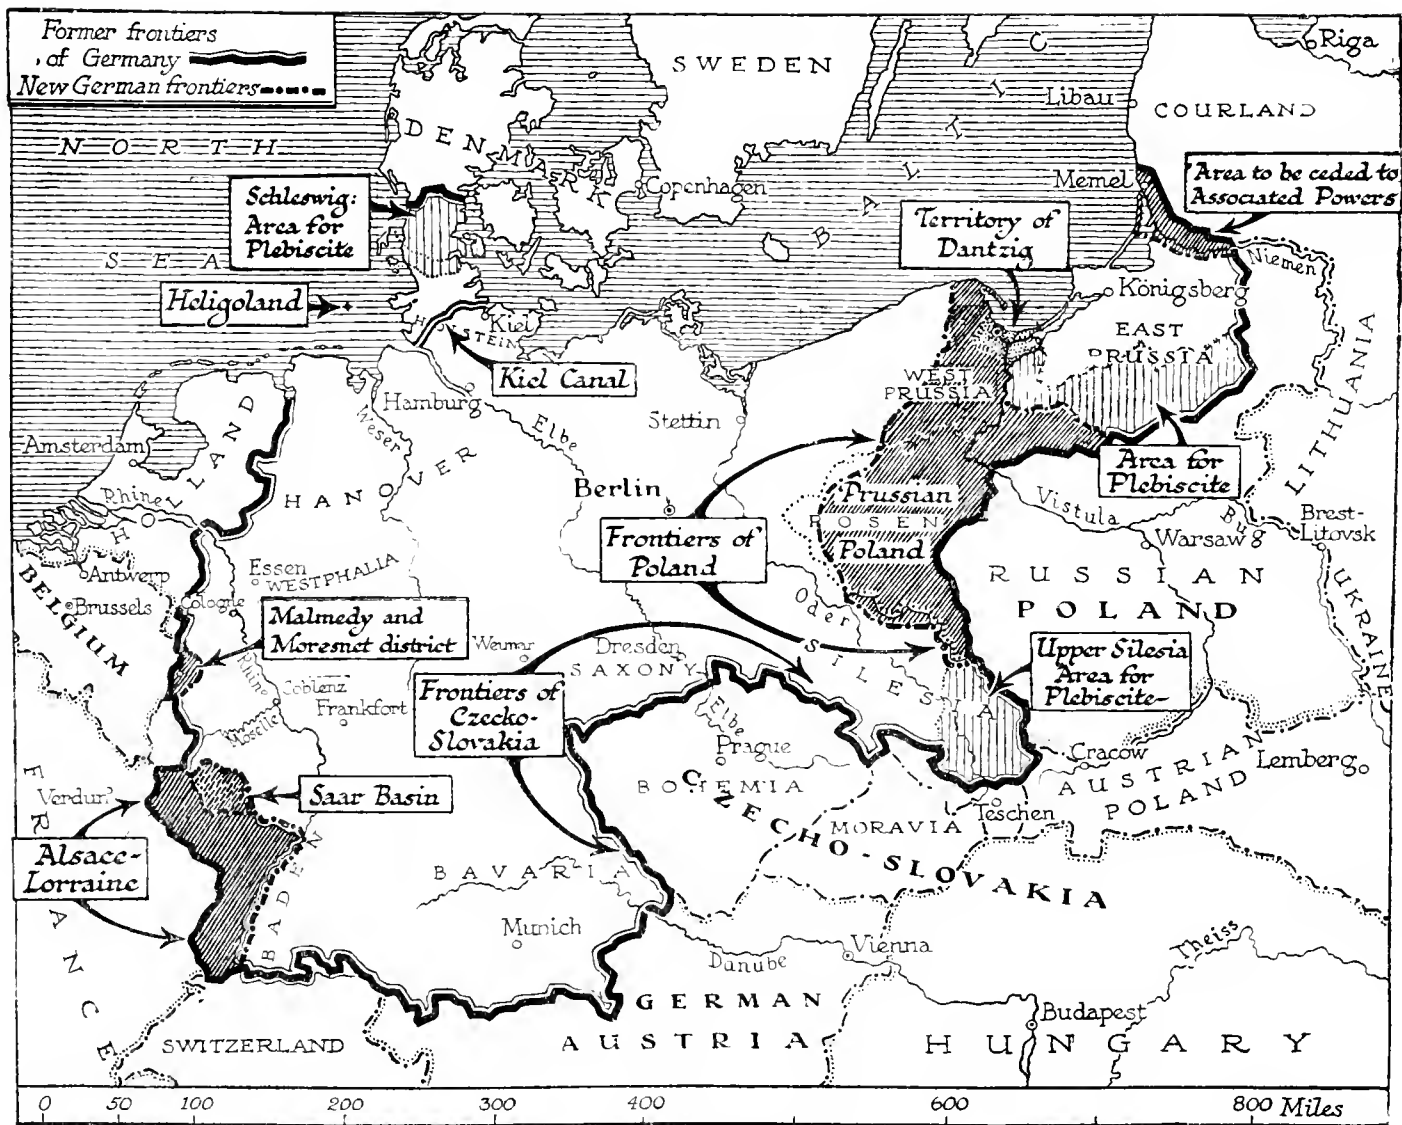 Former frontiers
of Germany
New German frontiers
NORTH
SEA
BALTIC
SWEDEN
DENMARK
Copenhagen
Riga
Libau
COURLAND
Memel
Area to be ceded to
Associated Powers
Schleswig:
Area for
Plebiscite
Territory of
Dantzig
Niemen
Heligoland
Königsberg
Kiel
EAST
PRUSSIA
LITHUANIA
Kiel Canal
WEST
PRUSSIA
Hamburg
Weser
Elbe
Stettin
Amsterdam
HOLLAND
HANOVER
Area for
Plebiscite
Rhine
Berlin
Prussian
POSEN
Poland
Vistula
Bug
Brest-
Litovsk
Warsaw
Frontiers of
Poland
Antwerp
Brussels
BELGIUM
Essen
WESTPHALIA
Cologne
RUSSIAN
POLAND
UKRAINE
Oder
Malmedy and
Moresnet district
Weimar
Dresden
SAXONY
SILESIA
Upper Silesia
Area for
Plebiscite-
Rhine
Coblenz
Frankfort
Moselle
Frontiers of
Czecko-
Slovakia
Elbe
Prague
BOHEMIA
Cracow
AUSTRIAN
POLAND
Lemberg
Verdun
Saar Basin
Teschen
MORAVIA
CZECHO-SLOVAKIA
FRANCE
Alsace-
Lorraine
BADEN
BAVARIA
Munich
Danube
Vienna
Theiss
GERMAN
AUSTRIA
Budapest
HUNGARY
SWITZERLAND
0 50 100 200 300 400 600 800 Miles